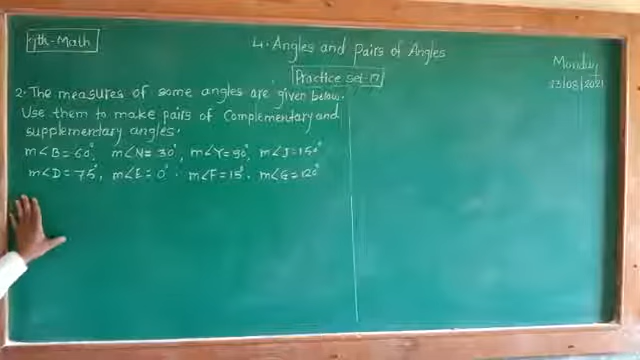 7th-Math
4. Angles and Pairs of Angles
Practice set-17
Monday
23/08/2021
2. The measures of some angles are given below.
Use them to make pairs of Complementary and
supplementary angles.
m∠B=60°, m∠N=30°, m∠Y=90°, m∠J=150°
m∠D=75°, m∠E=0°. m∠F=15°. m∠G=120°